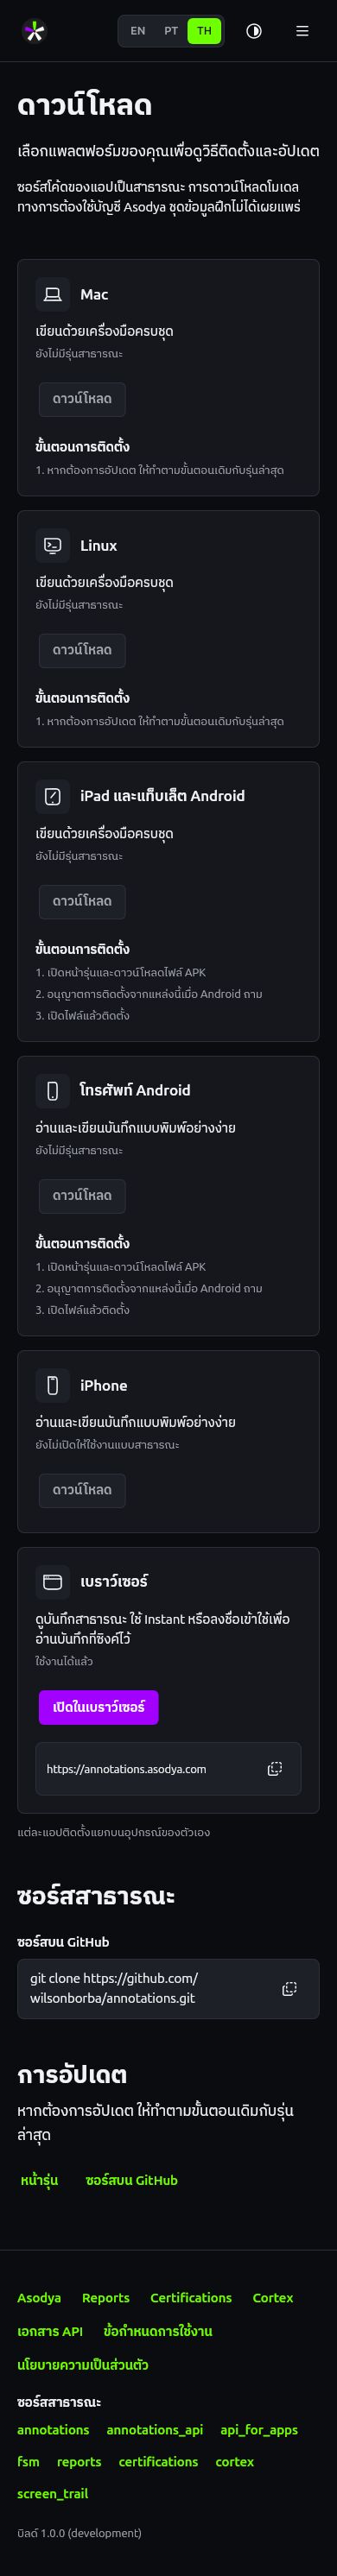 EN PT TH
ดาวน์โหลด
เลือกแพลตฟอร์มของคุณเพื่อดูวิธีติดตั้งและอัปเดต
ซอร์สโค้ดของแอปเป็นสาธารณะ การดาวน์โหลดโมเดล
ทางการต้องใช้บัญชี Asodya ชุดข้อมูลฝึกไม่ได้เผยแพร่
Mac
เขียนด้วยเครื่องมือครบชุด
ยังไม่มีรุ่นสาธารณะ
ดาวน์โหลด
ขั้นตอนการติดตั้ง
1. หากต้องการอัปเดต ให้ทำตามขั้นตอนเดิมกับรุ่นล่าสุด
Linux
เขียนด้วยเครื่องมือครบชุด
ยังไม่มีรุ่นสาธารณะ
ดาวน์โหลด
ขั้นตอนการติดตั้ง
1. หากต้องการอัปเดต ให้ทำตามขั้นตอนเดิมกับรุ่นล่าสุด
iPad และแท็บเล็ต Android
เขียนด้วยเครื่องมือครบชุด
ยังไม่มีรุ่นสาธารณะ
ดาวน์โหลด
ขั้นตอนการติดตั้ง
1. เปิดหน้ารุ่นและดาวน์โหลดไฟล์ APK
2. อนุญาตการติดตั้งจากแหล่งนี้เมื่อ Android ถาม
3. เปิดไฟล์แล้วติดตั้ง
โทรศัพท์ Android
อ่านและเขียนบันทึกแบบพิมพ์อย่างง่าย
ยังไม่มีรุ่นสาธารณะ
ดาวน์โหลด
ขั้นตอนการติดตั้ง
1. เปิดหน้ารุ่นและดาวน์โหลดไฟล์ APK
2. อนุญาตการติดตั้งจากแหล่งนี้เมื่อ Android ถาม
3. เปิดไฟล์แล้วติดตั้ง
iPhone
อ่านและเขียนบันทึกแบบพิมพ์อย่างง่าย
ยังไม่เปิดให้ใช้งานแบบสาธารณะ
ดาวน์โหลด
เบราว์เซอร์
ดูบันทึกสาธารณะ ใช้ Instant หรือลงชื่อเข้าใช้เพื่อ
อ่านบันทึกที่ซิงค์ไว้
ใช้งานได้แล้ว
เปิดในเบราว์เซอร์
https://annotations.asodya.com
แต่ละแอปติดตั้งแยกบนอุปกรณ์ของตัวเอง
ซอร์สสาธารณะ
ซอร์สบน GitHub
git clone https://github.com/
wilsonborba/annotations.git
การอัปเดต
หากต้องการอัปเดต ให้ทำตามขั้นตอนเดิมกับรุ่น
ล่าสุด
หน้ารุ่น ซอร์สบน GitHub
Asodya Reports Certifications Cortex
เอกสาร API ข้อกำหนดการใช้งาน
นโยบายความเป็นส่วนตัว
ซอร์สสาธารณะ
annotations annotations_api api_for_apps
fsm reports certifications cortex
screen_trail
บิลด์ 1.0.0 (development)